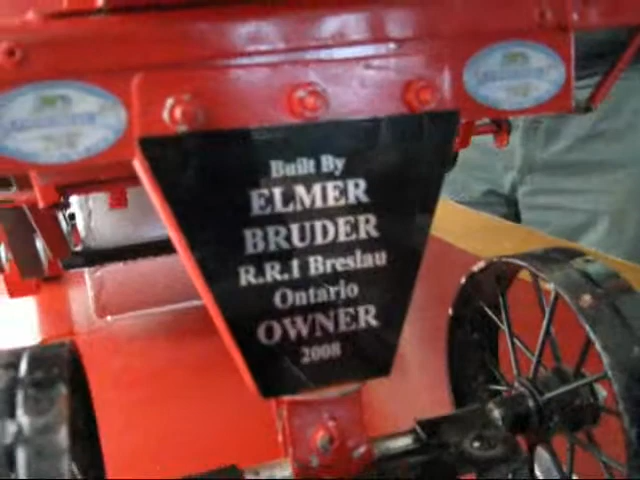 Built By
ELMER
BRUDER
R.R.1 Breslau
Ontario
OWNER
2008